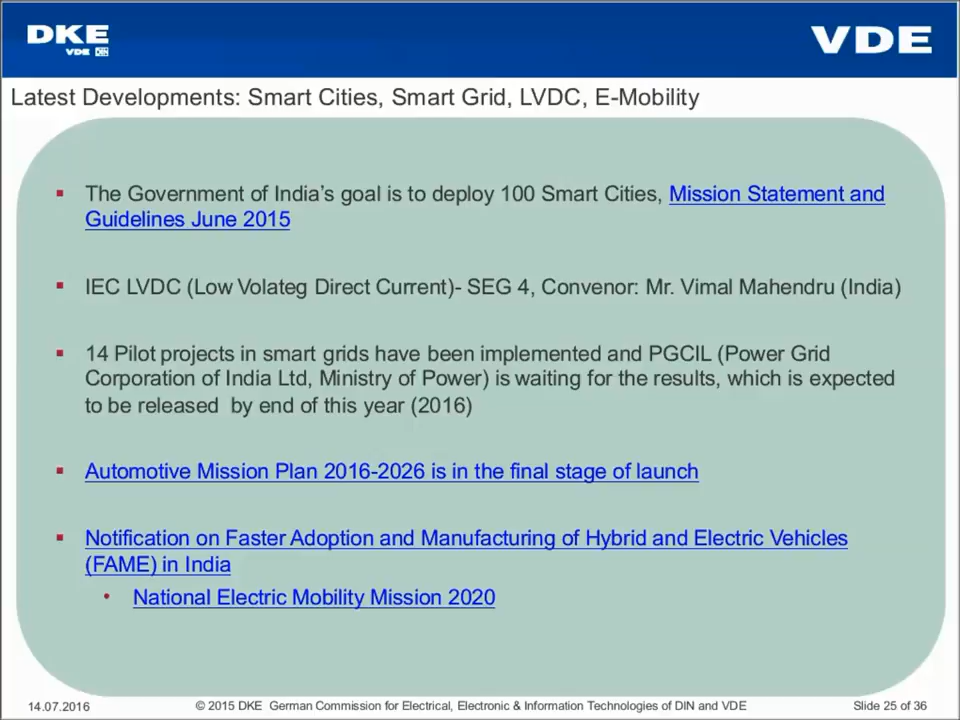 DKE
VDE DIN
VDE
Latest Developments: Smart Cities, Smart Grid, LVDC, E-Mobility
▪ The Government of India’s goal is to deploy 100 Smart Cities, Mission Statement and
Guidelines June 2015
▪ IEC LVDC (Low Volateg Direct Current)- SEG 4, Convenor: Mr. Vimal Mahendru (India)
▪ 14 Pilot projects in smart grids have been implemented and PGCIL (Power Grid
Corporation of India Ltd, Ministry of Power) is waiting for the results, which is expected
to be released by end of this year (2016)
▪ Automotive Mission Plan 2016-2026 is in the final stage of launch
▪ Notification on Faster Adoption and Manufacturing of Hybrid and Electric Vehicles
(FAME) in India
• National Electric Mobility Mission 2020
14.07.2016
© 2015 DKE German Commission for Electrical, Electronic & Information Technologies of DIN and VDE
Slide 25 of 36